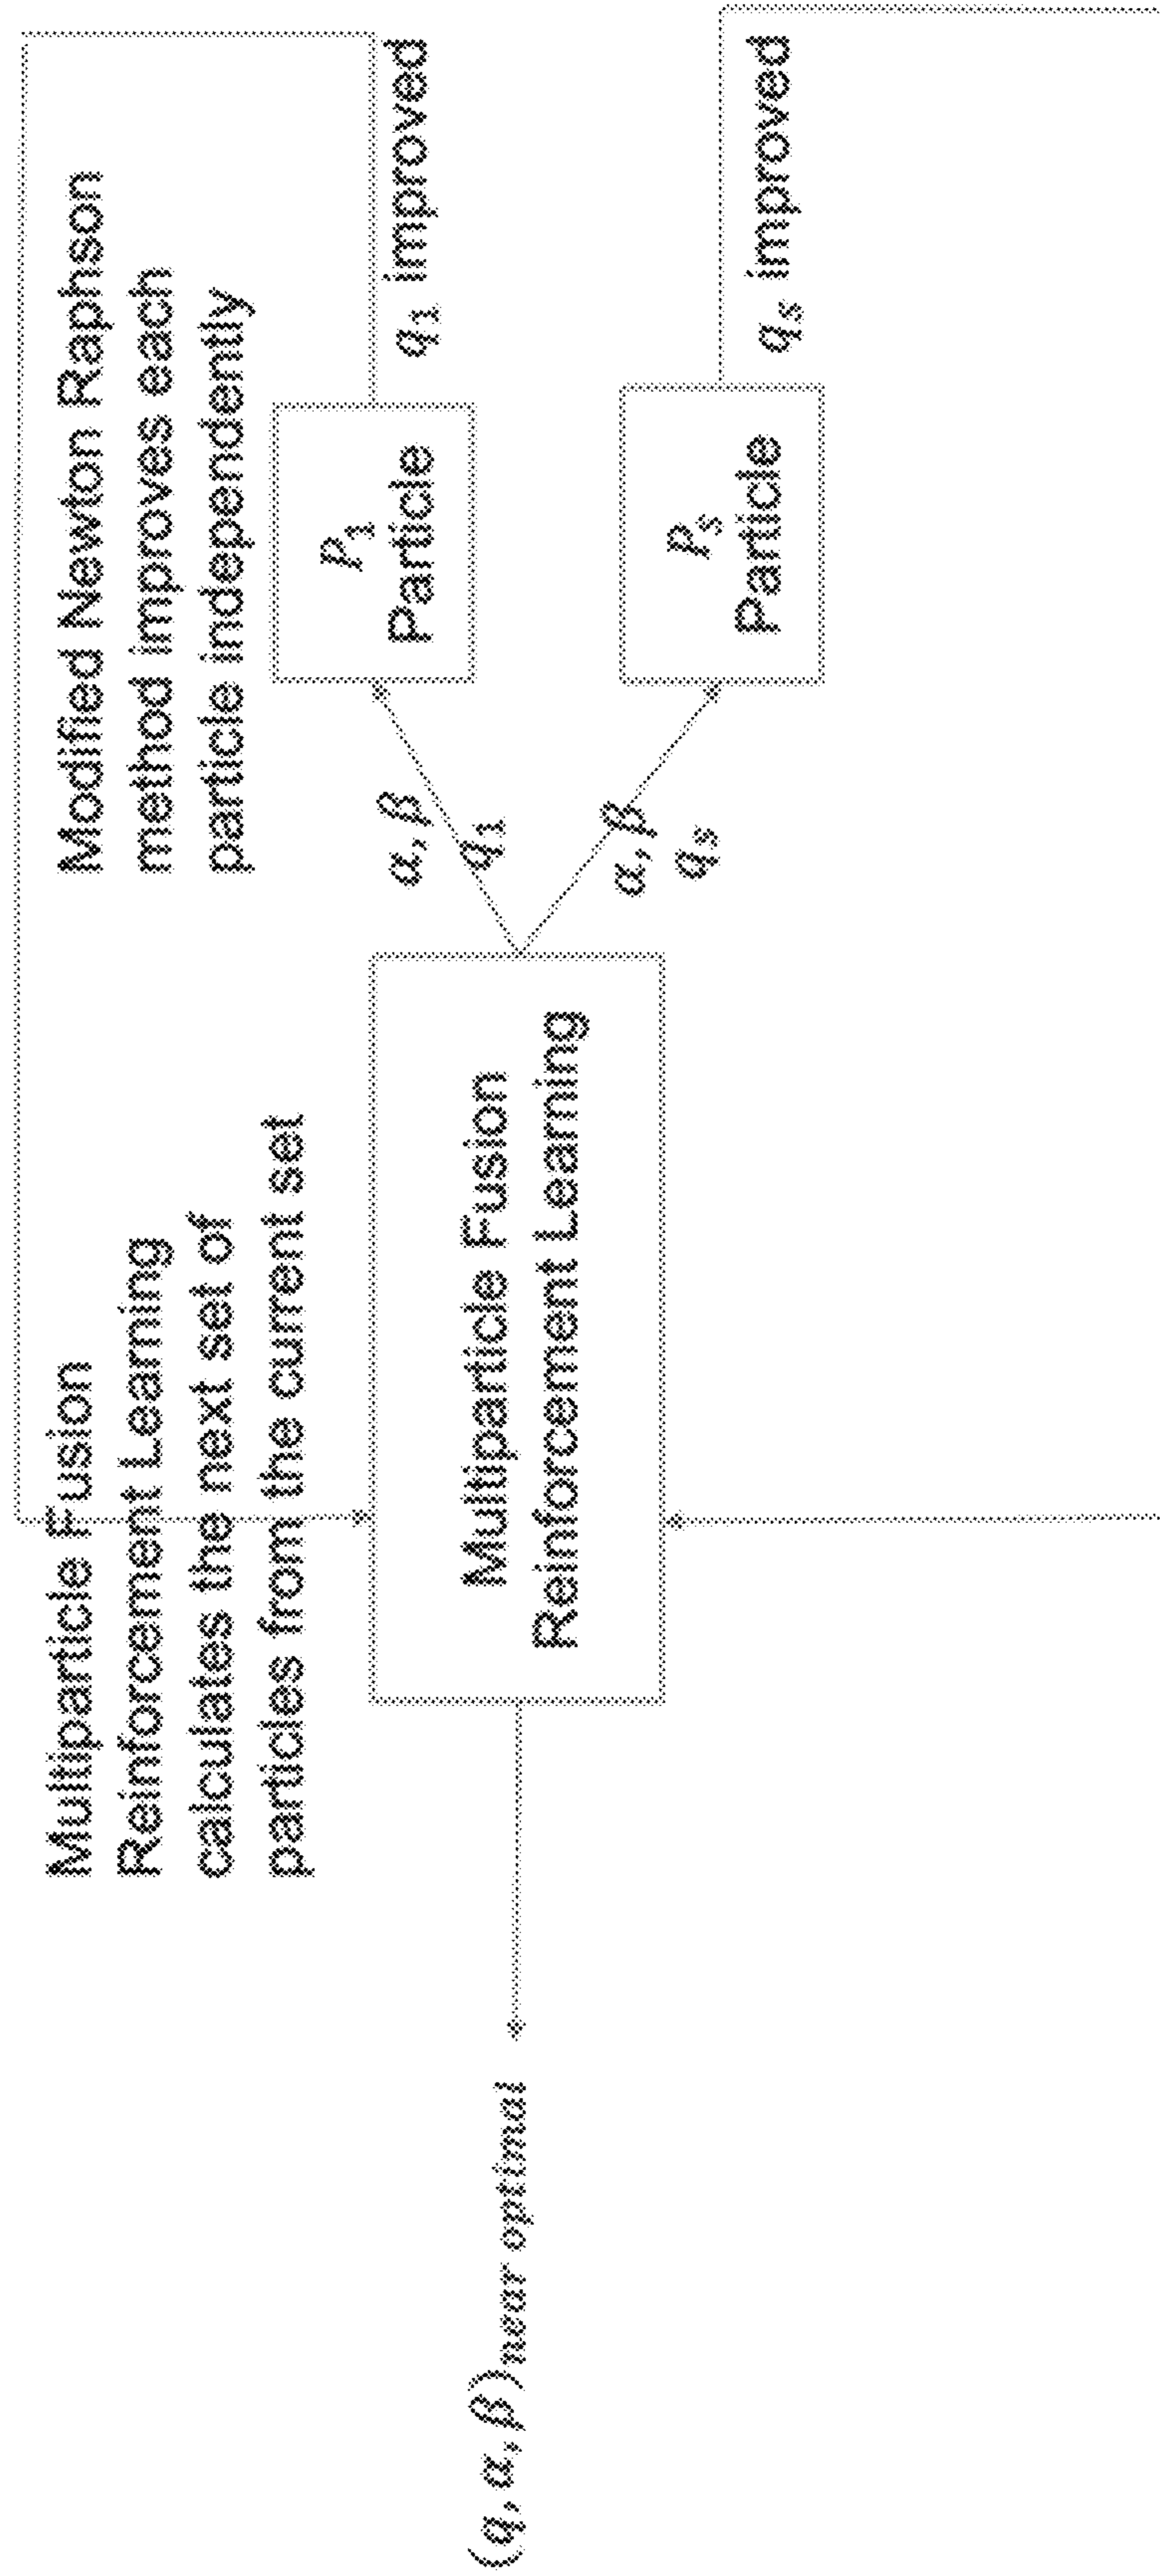 Multiparticle Fusion
Reinforcement Learning
calculates the next set of
particles from the current set
Modified Newton Raphson
method improves each
particle independently
(q, α, β)near optimal
Multiparticle Fusion
Reinforcement Learning
α, β
q₁
P₁
Particle
q₁ improved
α, β
qₛ
Pₛ
Particle
qₛ improved